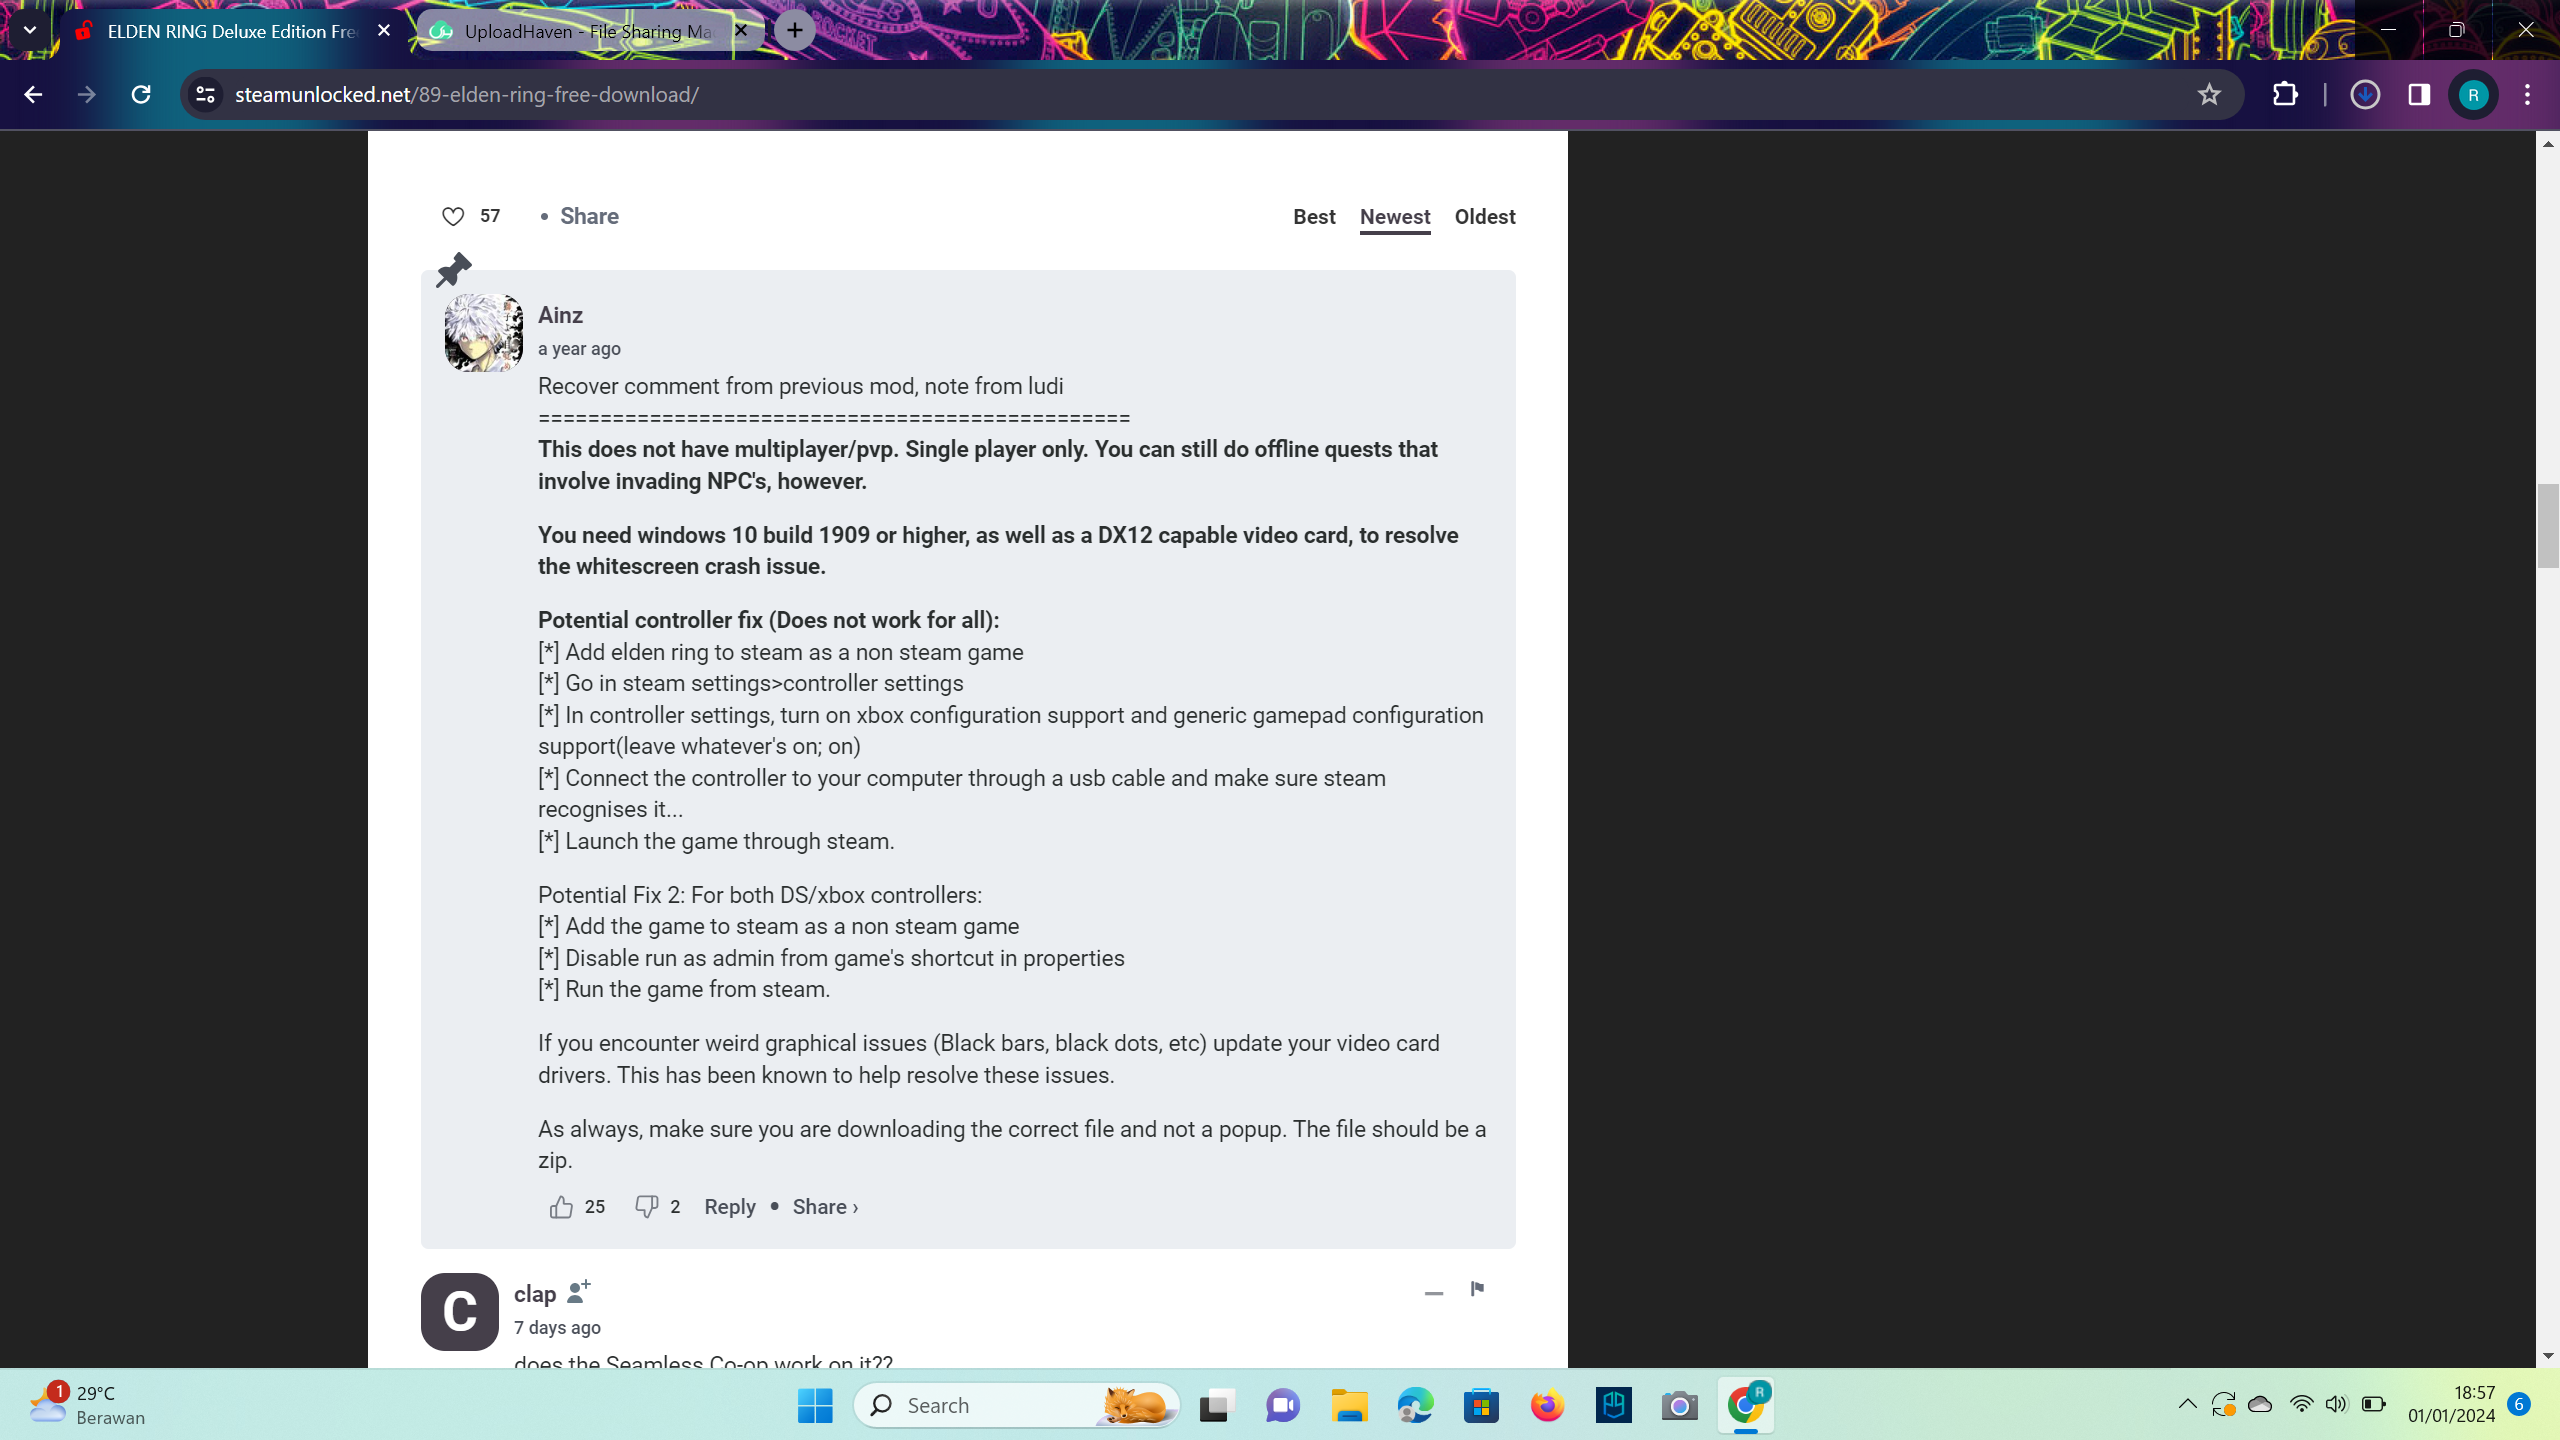 ELDEN RING Deluxe Edition Fre
UploadHaven - File Sharing Ma
steamunlocked.net/89-elden-ring-free-download/
R
57 • Share
Best Newest Oldest
Ainz
a year ago
Recover comment from previous mod, note from ludi
================================================
This does not have multiplayer/pvp. Single player only. You can still do offline quests that
involve invading NPC's, however.
You need windows 10 build 1909 or higher, as well as a DX12 capable video card, to resolve
the whitescreen crash issue.
Potential controller fix (Does not work for all):
[*] Add elden ring to steam as a non steam game
[*] Go in steam settings>controller settings
[*] In controller settings, turn on xbox configuration support and generic gamepad configuration
support(leave whatever's on; on)
[*] Connect the controller to your computer through a usb cable and make sure steam
recognises it...
[*] Launch the game through steam.
Potential Fix 2: For both DS/xbox controllers:
[*] Add the game to steam as a non steam game
[*] Disable run as admin from game's shortcut in properties
[*] Run the game from steam.
If you encounter weird graphical issues (Black bars, black dots, etc) update your video card
drivers. This has been known to help resolve these issues.
As always, make sure you are downloading the correct file and not a popup. The file should be a
zip.
25 2 Reply • Share ›
C
clap
7 days ago
does the Seamless Co-op work on it??
1
29°C
Berawan
Search
R
18:57
01/01/2024
6